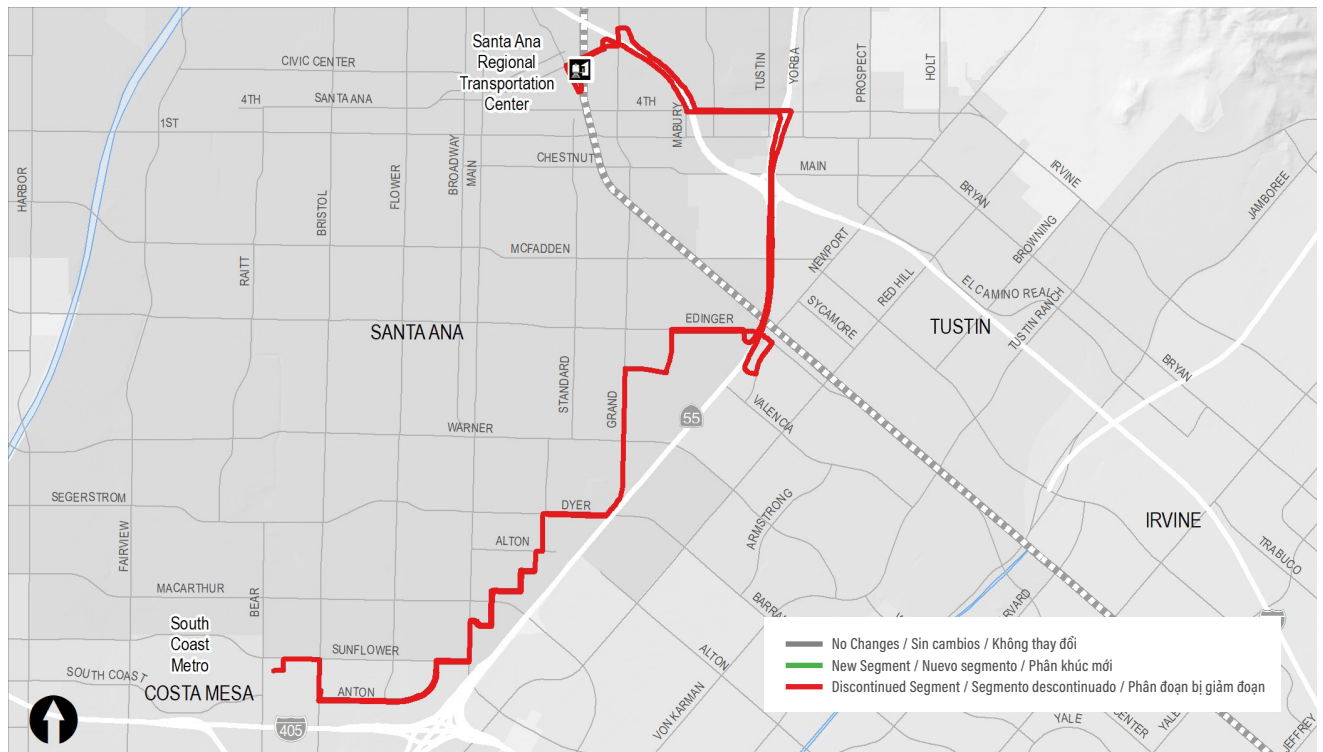 Santa Ana
Regional
Transportation
Center
CIVIC CENTER
4TH
SANTA ANA
1ST
4TH
MABURY
TUSTIN
YORBA
PROSPECT
HOLT
HARBOR
RAITT
BRISTOL
FLOWER
BROADWAY
MAIN
CHESTNUT
MAIN
IRVINE
BRYAN
BROWNING
JAMBOREE
MCFADDEN
NEWPORT
RED HILL
EL CAMINO REAL
TUSTIN RANCH
SYCAMORE
EDINGER
SANTA ANA
TUSTIN
BRYAN
STANDARD
GRAND
55
VALENCIA
WARNER
SEGERSTROM
DYER
ARMSTRONG
IRVINE
FAIRVIEW
ALTON
TRABUCO
MACARTHUR
BEAR
South
Coast
Metro
SUNFLOWER
SOUTH COAST
COSTA MESA
ANTON
405
ALTON
VON KARMAN
No Changes / Sin cambios / Không thay đổi
New Segment / Nuevo segmento / Phân khúc mới
Discontinued Segment / Segmento descontinuado / Phân đoạn bị giảm đoạn
YALE
CENTER
JEFFREY